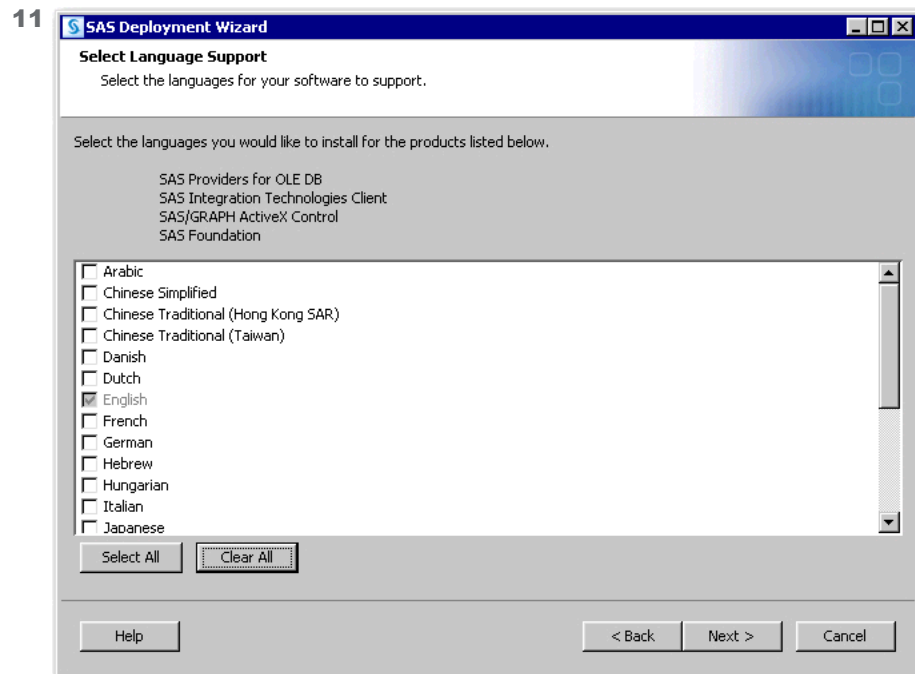 11
SAS Deployment Wizard
Select Language Support
Select the languages for your software to support.
Select the languages you would like to install for the products listed below.
SAS Providers for OLE DB
SAS Integration Technologies Client
SAS/GRAPH ActiveX Control
SAS Foundation
Arabic
Chinese Simplified
Chinese Traditional (Hong Kong SAR)
Chinese Traditional (Taiwan)
Danish
Dutch
English
French
German
Hebrew
Hungarian
Italian
Japanese
Select All
Clear All
Help
< Back
Next >
Cancel